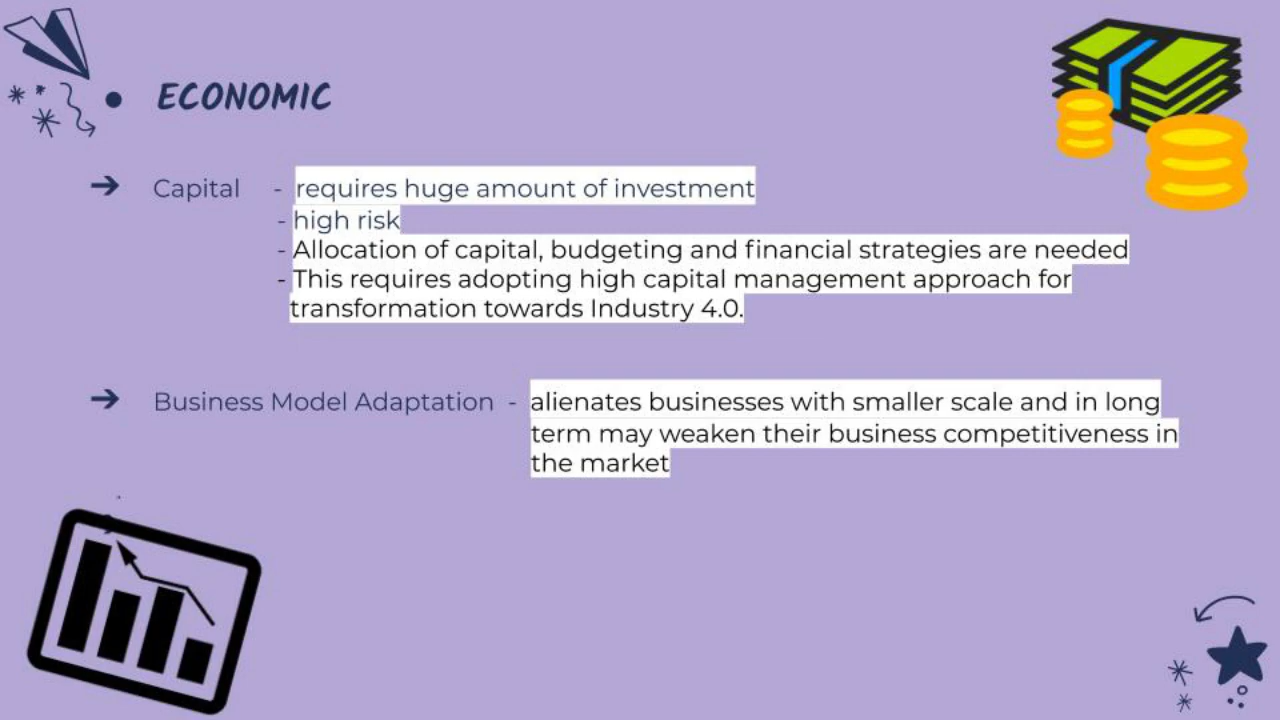 ● ECONOMIC
➔ Capital - requires huge amount of investment
- high risk
- Allocation of capital, budgeting and financial strategies are needed
- This requires adopting high capital management approach for
transformation towards Industry 4.0.
➔ Business Model Adaptation - alienates businesses with smaller scale and in long
term may weaken their business competitiveness in
the market